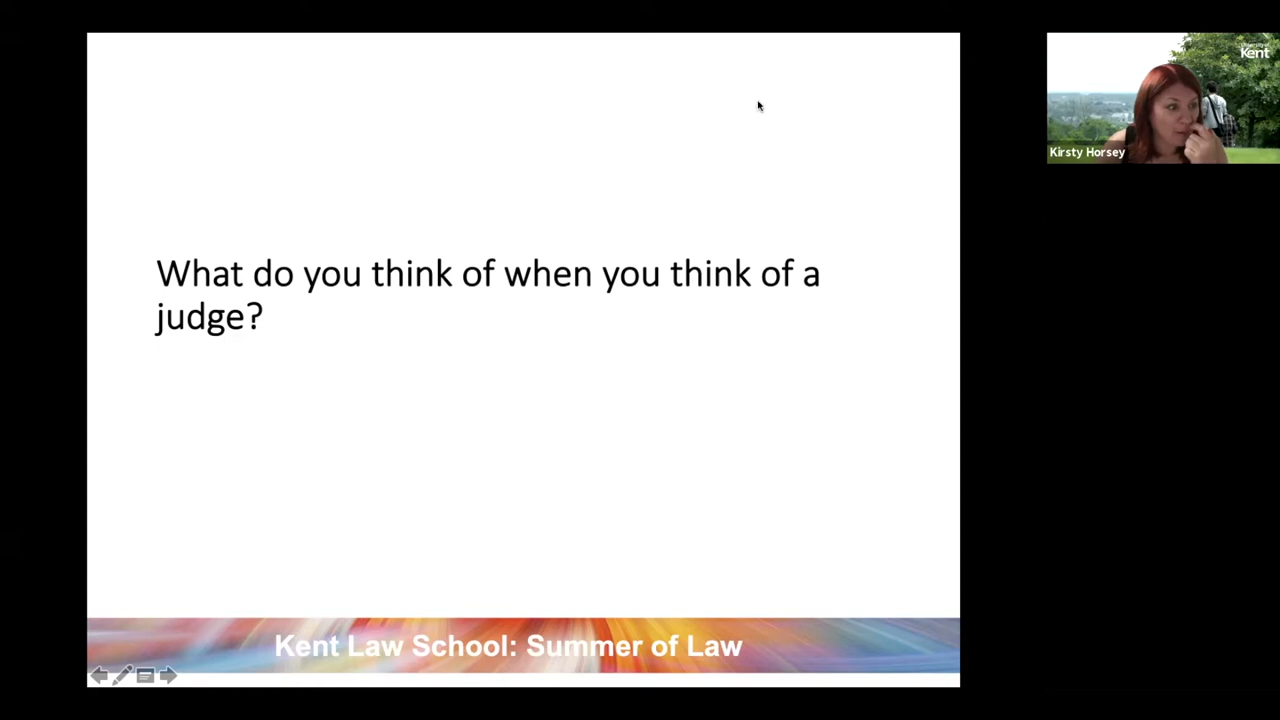 What do you think of when you think of a
judge?
Kent Law School: Summer of Law
Kent
Kirsty Horsey